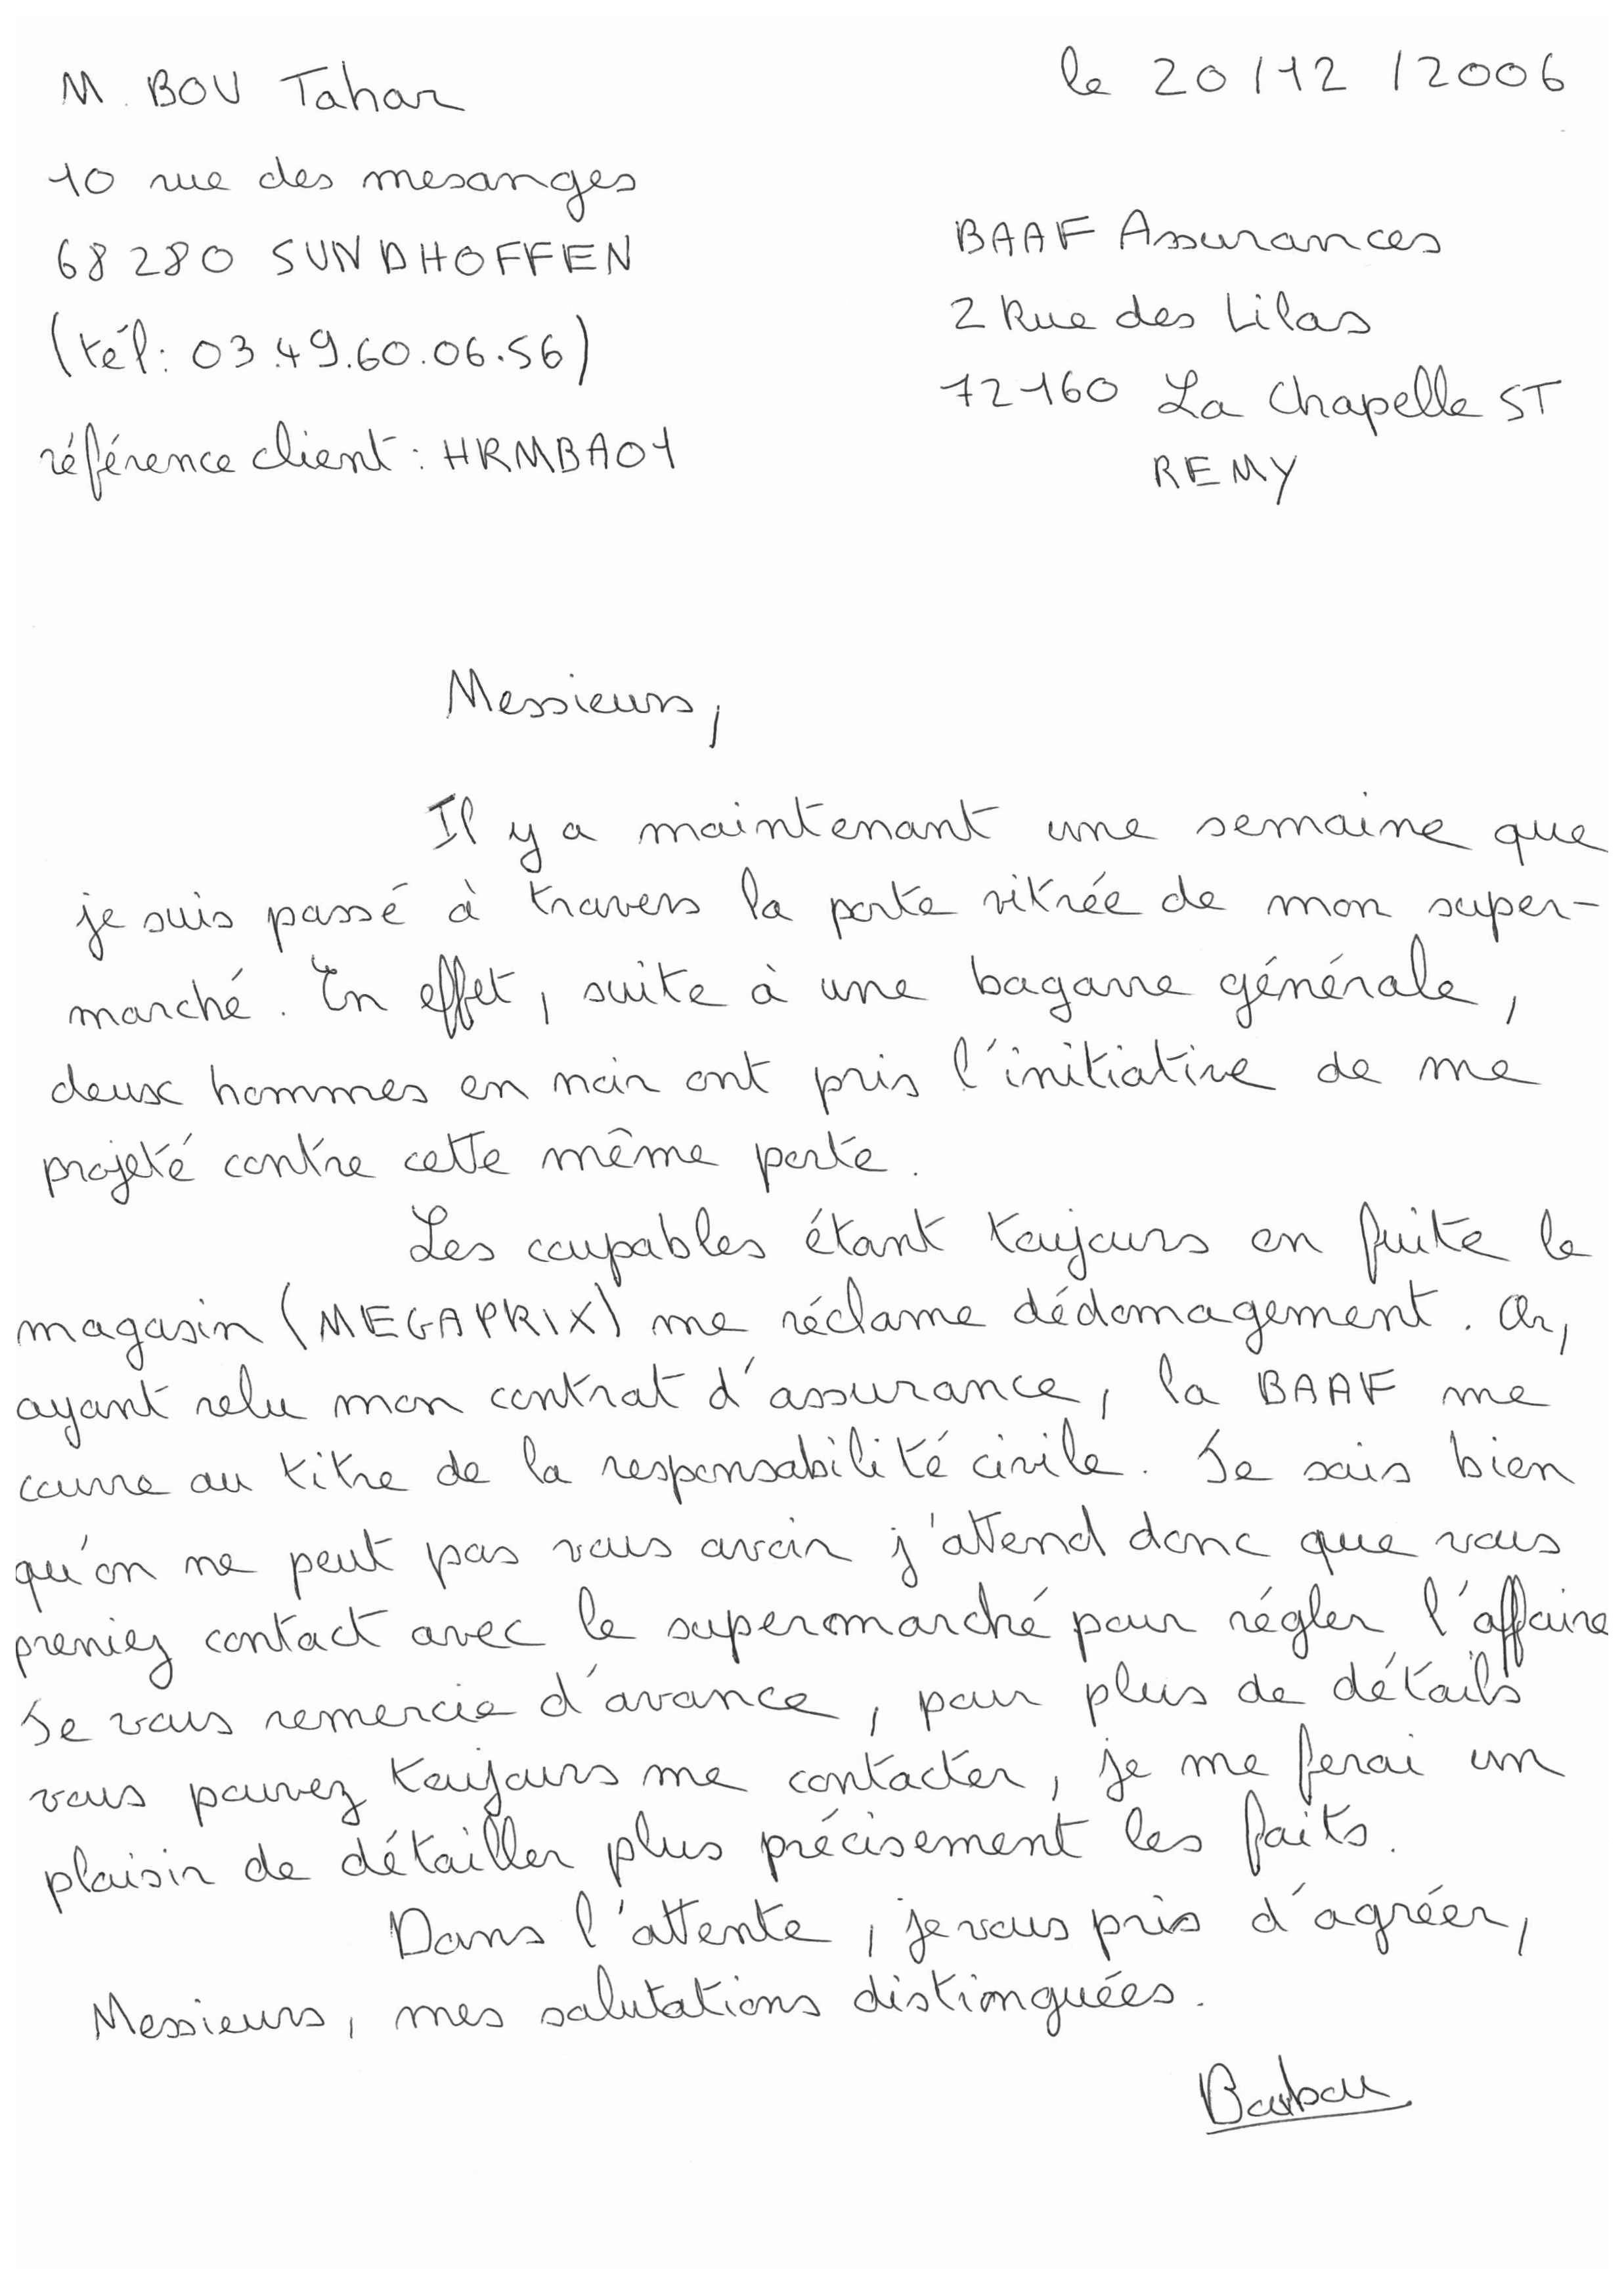 M. BOU Tahar
le 20/12/2006
10 rue des mesanges
68280 SUNDHOFFEN
(tél: 03.49.60.06.56)
référence client : HRMBA01
BAAF Assurances
2 Rue des Lilas
72160 La Chapelle ST
REMY
Messieurs,
Il y a maintenant une semaine que
je suis passé à travers la porte vitrée de mon super-
marché. En effet, suite à une bagarre générale,
deux hommes en noir ont pris l'initiative de me
projeté contre cette même porte.
Les coupables étant toujours en fuite le
magasin (MEGAPRIX) me réclame dédomagement. Or,
ayant relu mon contrat d'assurance, la BAAF me
couvre au titre de la responsabilité civile. Je sais bien
qu'on ne peut pas vous avoir j'attend donc que vous
preniez contact avec le supermarché pour régler l'affaire
Je vous remercie d'avance, pour plus de détails
vous pouvez toujours me contacter, je me ferai un
plaisir de détailler plus précisement les faits.
Dans l'attente, je vous pris d'agréer,
Messieurs, mes salutations distinguées.